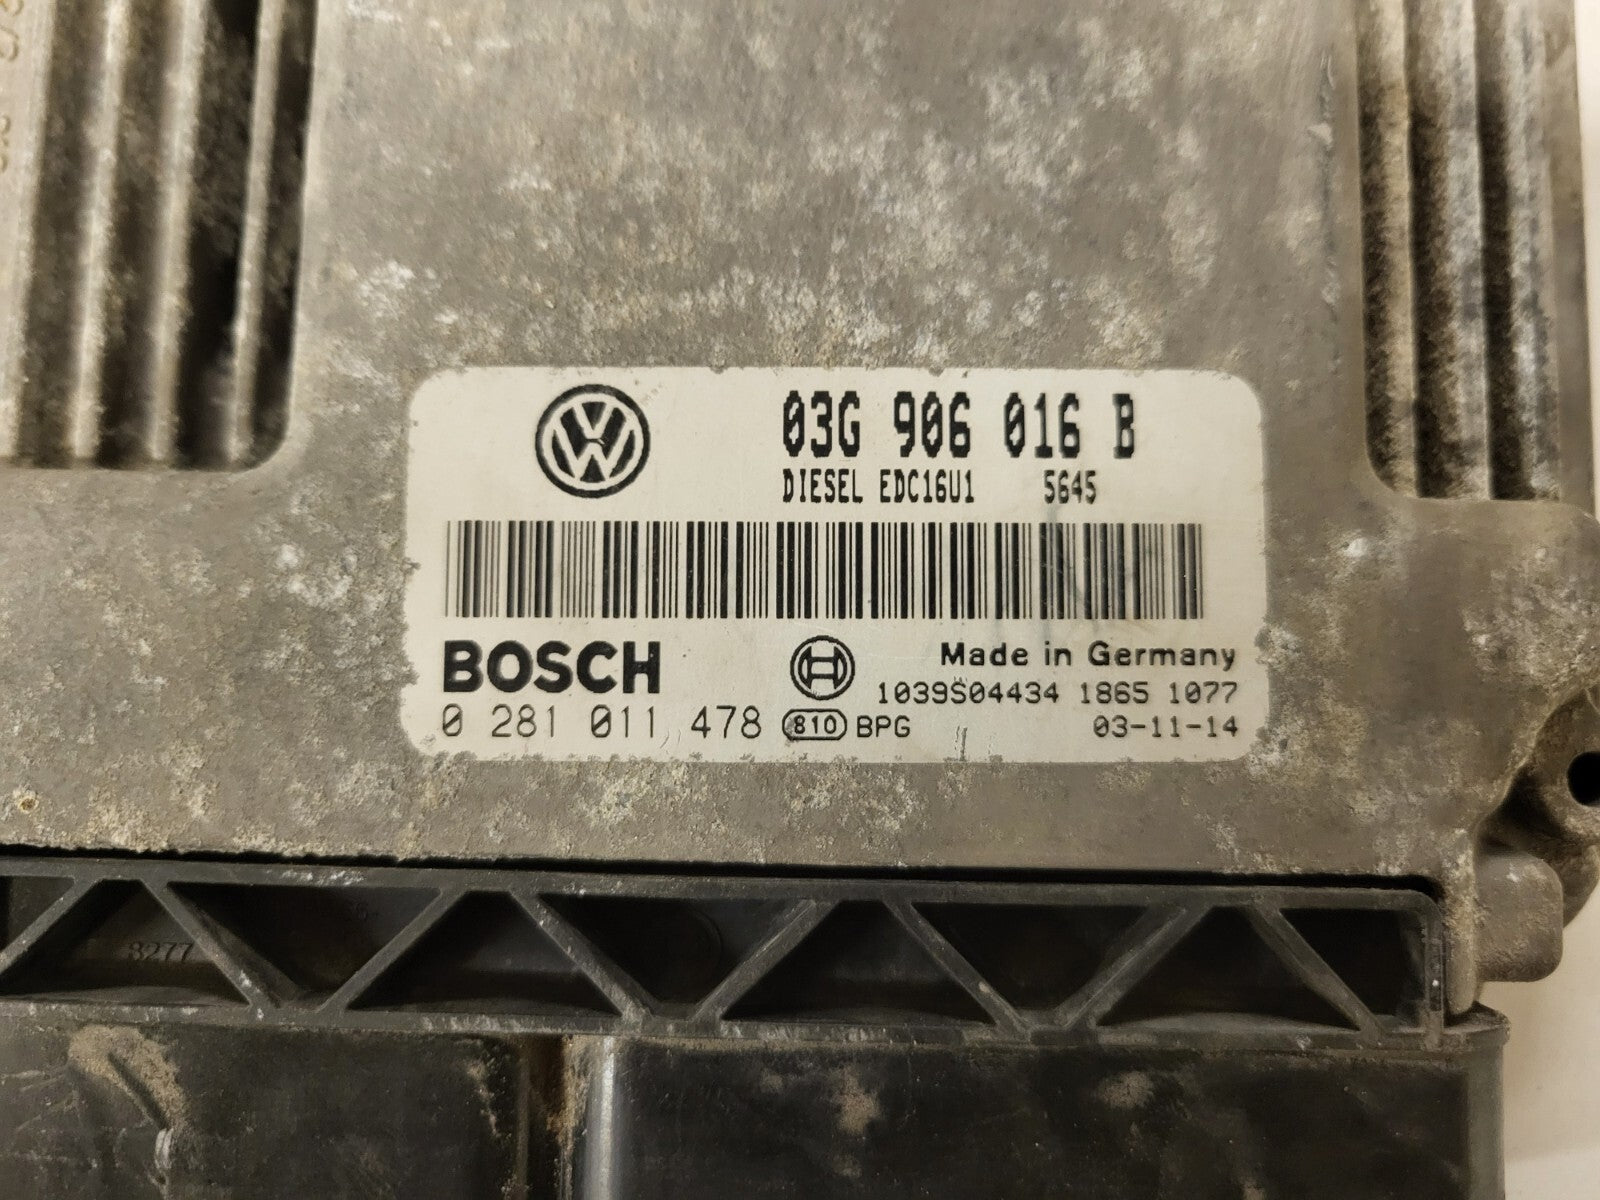 03G 906 016 B
DIESEL EDC16U1 5645
BOSCH
Made in Germany
1039S04434 1865 1077
0 281 011 478 810 BPG 03-11-14
8277